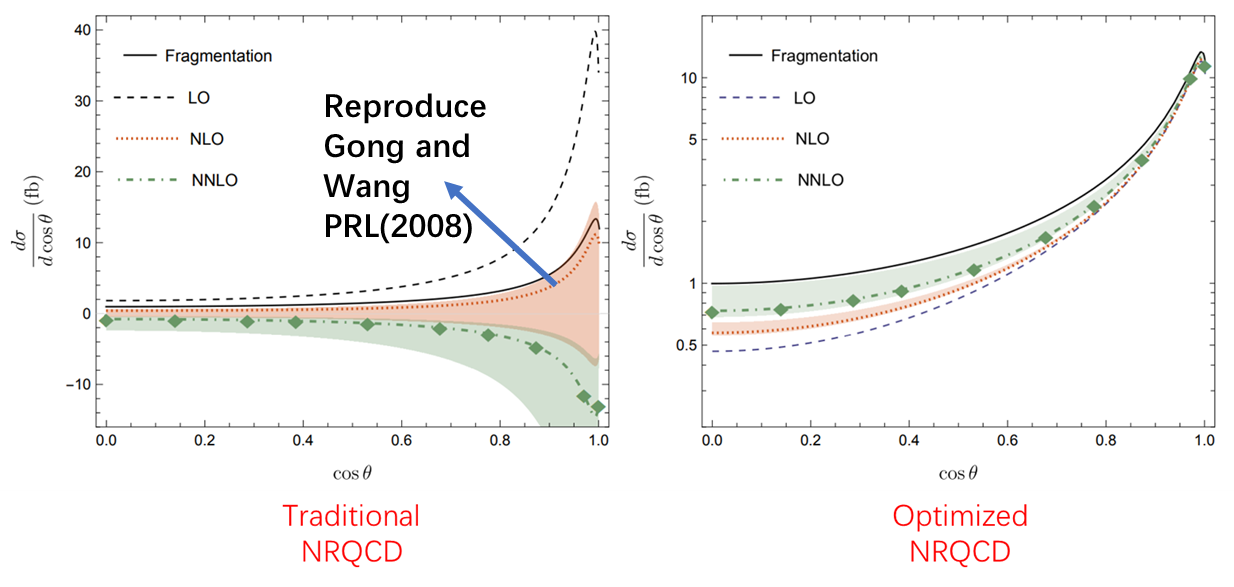 40
30
20
10
0
−10
Fragmentation
LO
NLO
NNLO
Reproduce
Gong and
Wang
PRL(2008)
dσ
d cos θ
(fb)
0.0 0.2 0.4 0.6 0.8 1.0
cos θ
Traditional
NRQCD
10
5
1
0.5
Fragmentation
LO
NLO
NNLO
dσ
d cos θ
(fb)
0.0 0.2 0.4 0.6 0.8 1.0
cos θ
Optimized
NRQCD